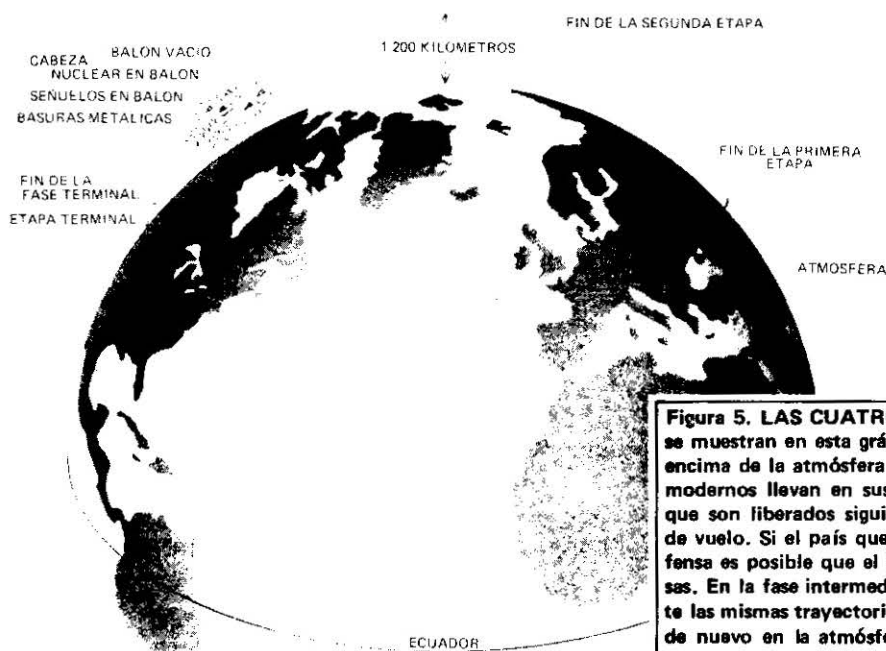 FIN DE LA SEGUNDA ETAPA
1 200 KILOMETROS
BALON VACIO
CABEZA
NUCLEAR EN BALON
SEÑUELOS EN BALON
BASURAS METALICAS
FIN DE LA PRIMERA
ETAPA
FIN DE LA
FASE TERMINAL
ETAPA TERMINAL
ATMOSFERA
ECUADOR
Figura 5. LAS CUATR
se muestran en esta grá
encima de la atmósfera
modernos llevan en sus
que son liberados sigui
de vuelo. Si el país que
fensa es posible que el
sas. En la fase intermed
te las mismas trayectori
de nuevo en la atmósfe